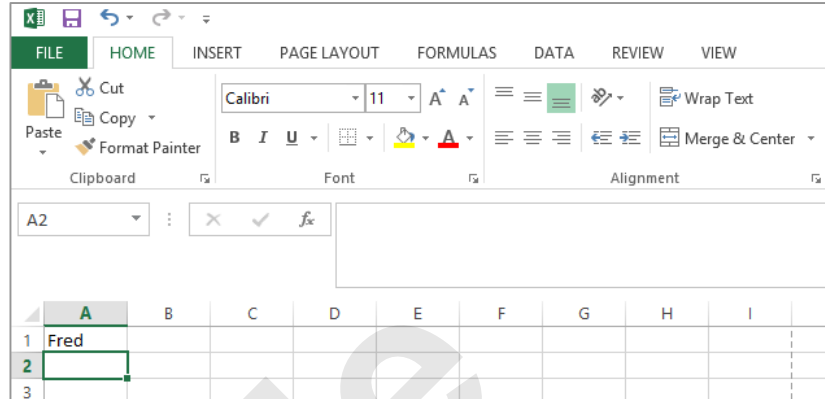 FILE HOME INSERT PAGE LAYOUT FORMULAS DATA REVIEW VIEW
Cut
Copy
Paste
Format Painter
Clipboard
Calibri 11 A A
B I U A
Font
Wrap Text
Merge & Center
Alignment
A2 fx
A B C D E F G H I
1 Fred
2
3